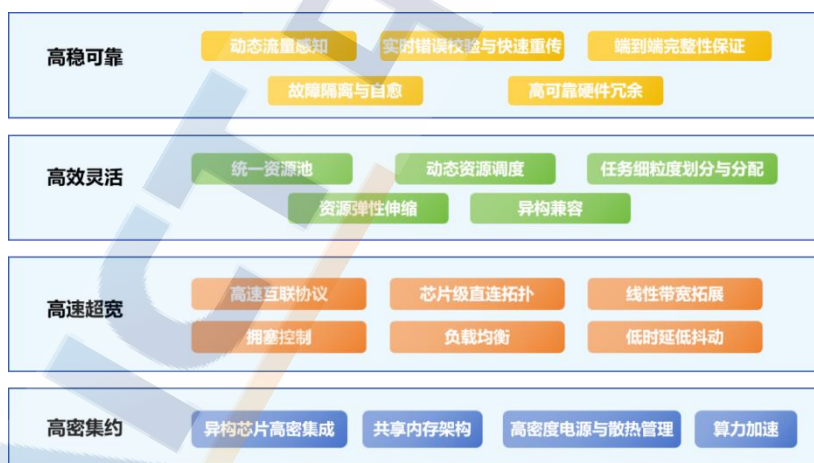 高稳可靠
动态流量感知 实时错误校验与快速重传 端到端完整性保证
故障隔离与自愈 高可靠硬件冗余
高效灵活
统一资源池 动态资源调度 任务细粒度划分与分配
资源弹性伸缩 异构兼容
高速超宽
高速互联协议 芯片级直连拓扑 线性带宽拓展
拥塞控制 负载均衡 低时延低抖动
高密集约
异构芯片高密集成 共享内存架构 高密度电源与散热管理 算力加速
ICT